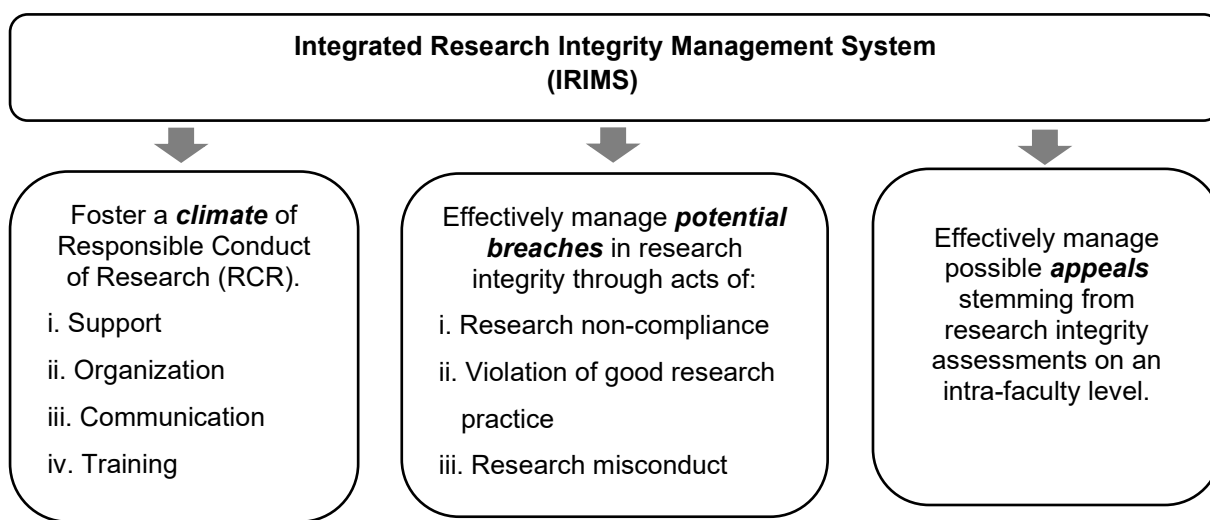 Integrated Research Integrity Management System
(IRIMS)
Foster a climate of
Responsible Conduct
of Research (RCR).
i. Support
ii. Organization
iii. Communication
iv. Training
Effectively manage potential
breaches in research
integrity through acts of:
i. Research non-compliance
ii. Violation of good research
practice
iii. Research misconduct
Effectively manage
possible appeals
stemming from
research integrity
assessments on an
intra-faculty level.